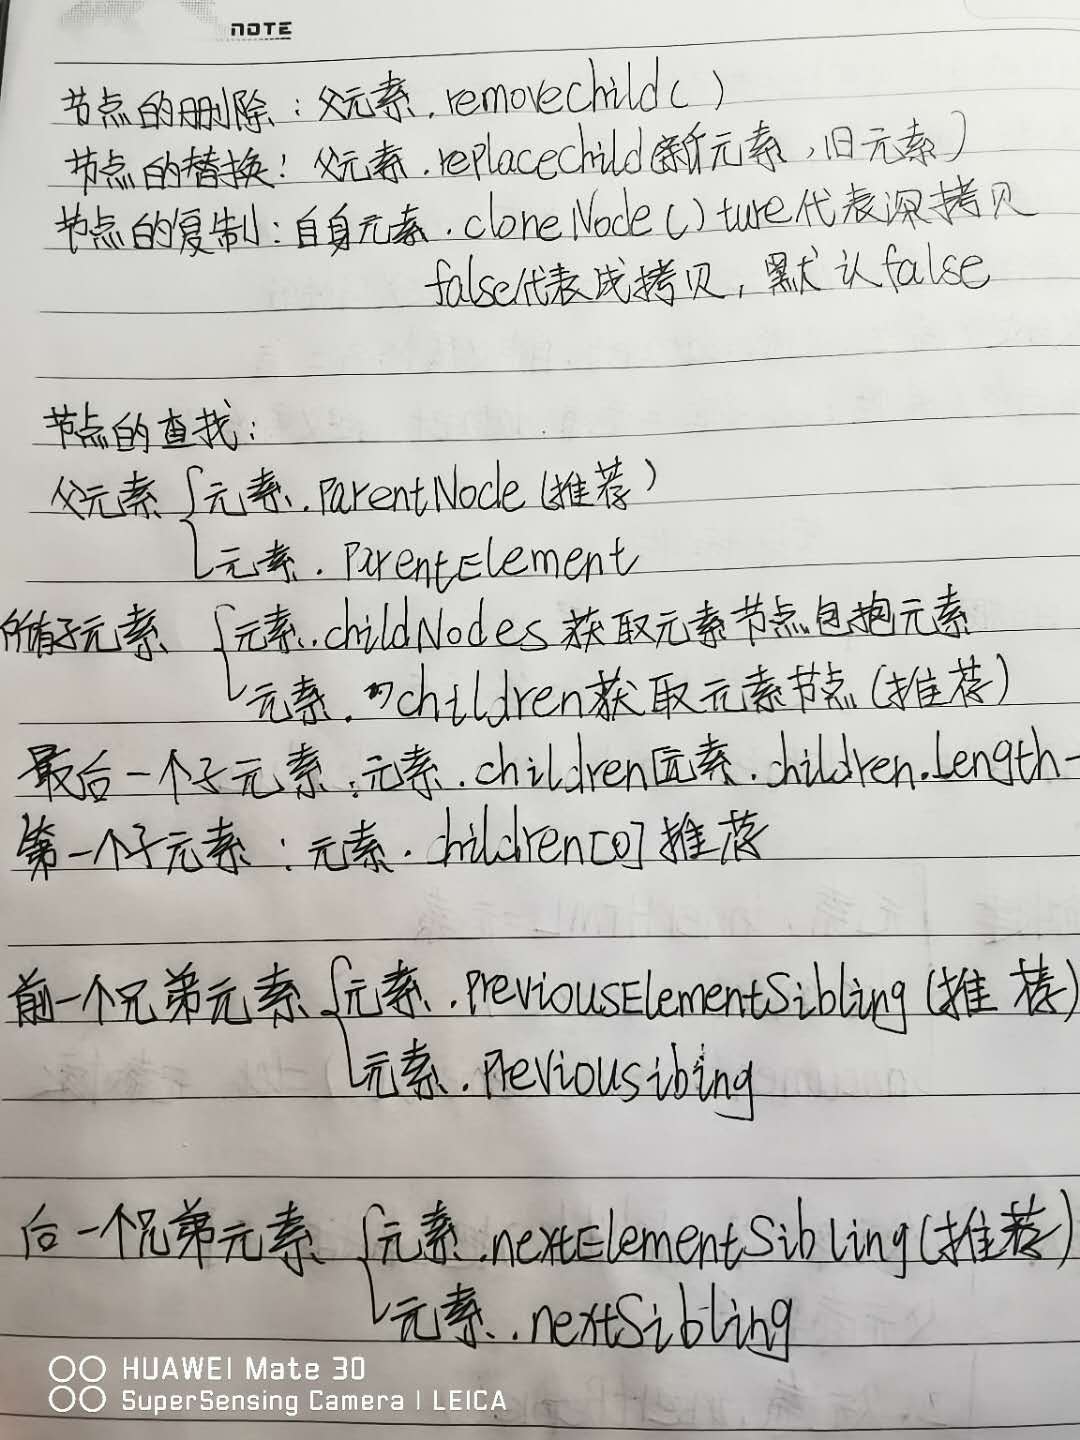 NOTE
节点的删除：父元素.removechild()
节点的替换：父元素.replacechild(新元素，旧元素)
节点的复制：自身元素.cloneNode() ture代表深拷贝
false代表浅拷贝，默认false
节点的查找：
父元素 元素.ParentNode (推荐)
元素.ParentElement
所有子元素 元素.childNodes 获取元素节点包抱元素
元素.children获取元素节点(推荐)
最后一个子元素：元素.children[元素.children.Length-
第一个子元素：元素.children[0] 推荐
前一个兄弟元素 元素.PreviousElementSibling (推荐)
元素.Previousibing
后一个兄弟元素 元素.nextElementSibling(推荐)
元素.nextSibling
HUAWEI Mate 30
SuperSensing Camera | LEICA